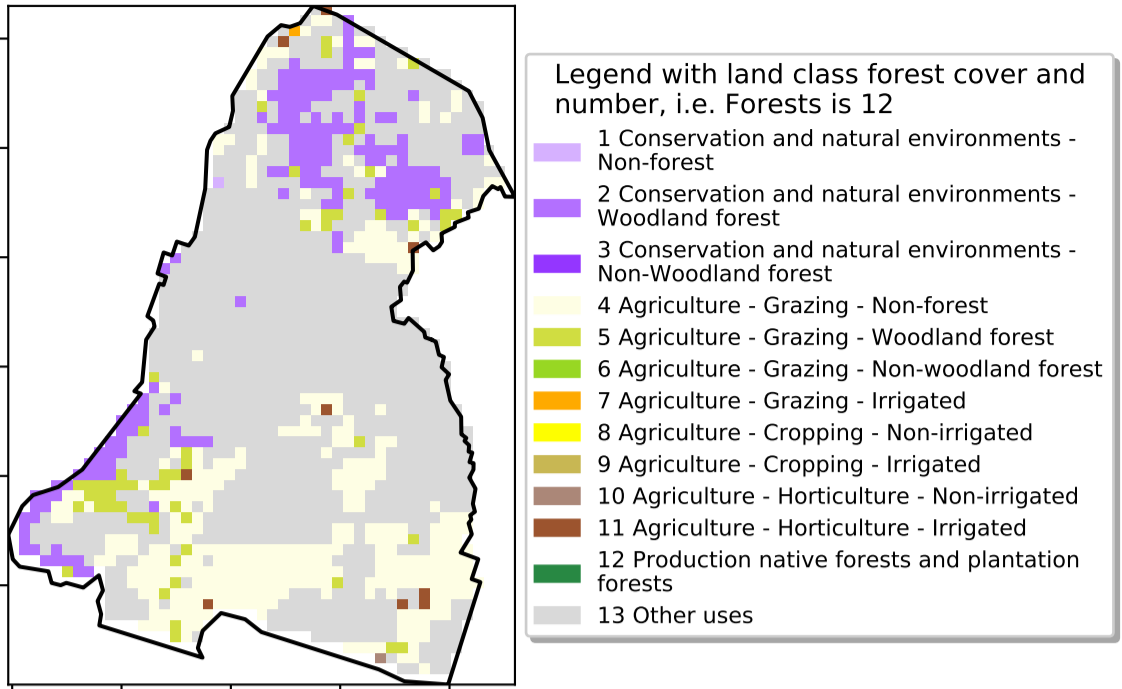 Legend with land class forest cover and
number, i.e. Forests is 12
1 Conservation and natural environments -
Non-forest
2 Conservation and natural environments -
Woodland forest
3 Conservation and natural environments -
Non-Woodland forest
4 Agriculture - Grazing - Non-forest
5 Agriculture - Grazing - Woodland forest
6 Agriculture - Grazing - Non-woodland forest
7 Agriculture - Grazing - Irrigated
8 Agriculture - Cropping - Non-irrigated
9 Agriculture - Cropping - Irrigated
10 Agriculture - Horticulture - Non-irrigated
11 Agriculture - Horticulture - Irrigated
12 Production native forests and plantation
forests
13 Other uses